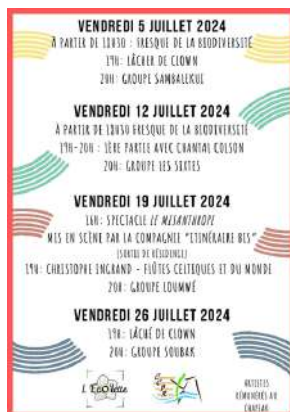 VENDREDI 5 JUILLET 2024
À PARTIR DE 18H30 : FRESQUE DE LA BIODIVERSITÉ
19H: LÂCHER DE CLOWN
20H: GROUPE SAMBALEKUI
VENDREDI 12 JUILLET 2024
À PARTIR DE 18H30 FRESQUE DE LA BIODIVERSITÉ
19H-20H : 1ÈRE PARTIE AVEC CHANTAL COLSON
20H: GROUPE LES SIXTES
VENDREDI 19 JUILLET 2024
16H: SPECTACLE LE MISANTHROPE
MIS EN SCÈNE PAR LA COMPAGNIE "ITINÉRAIRE BIS"
(SORTIE DE RÉSIDENCE)
19H: CHRISTOPHE INGRAND - FLÛTES CELTIQUES ET DU MONDE
20H: GROUPE LOUMWÉ
VENDREDI 26 JUILLET 2024
19H: LÂCHÉ DE CLOWN
20H: GROUPE SOUBAK
L'EcOlette
ARTISTES
RÉMUNÉRÉS AU
CHAPEAU